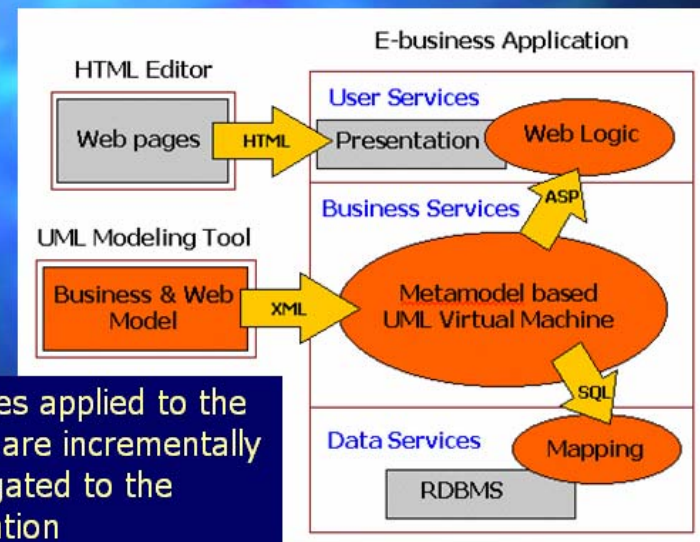 E-business Application
HTML Editor
User Services
Web pages
HTML
Presentation
Web Logic
ASP
Business Services
UML Modeling Tool
Business & Web
Model
XML
Metamodel based
UML Virtual Machine
SQL
es applied to the
are incrementally
gated to the
ation
Data Services
Mapping
RDBMS